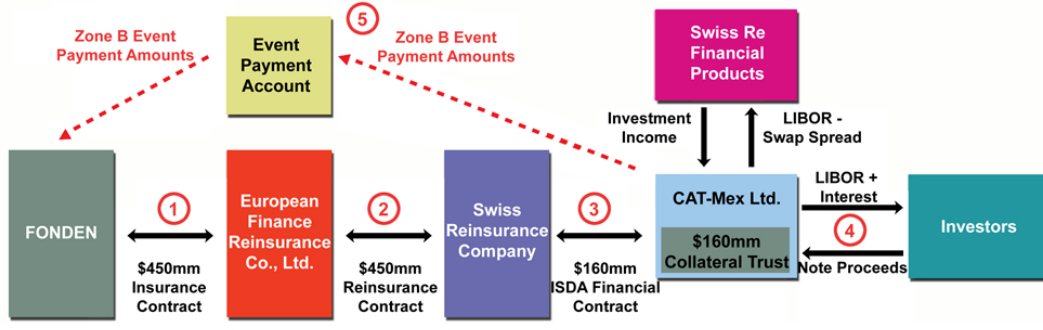 5
Zone B Event
Payment Amounts
Event
Payment
Account
Zone B Event
Payment Amounts
Swiss Re
Financial
Products
Investment
Income
LIBOR -
Swap Spread
FONDEN
1
$450mm
Insurance
Contract
European
Finance
Reinsurance
Co., Ltd.
2
$450mm
Reinsurance
Contract
Swiss
Reinsurance
Company
3
$160mm
ISDA Financial
Contract
CAT-Mex Ltd.
$160mm
Collateral Trust
LIBOR +
Interest
4
Note Proceeds
Investors